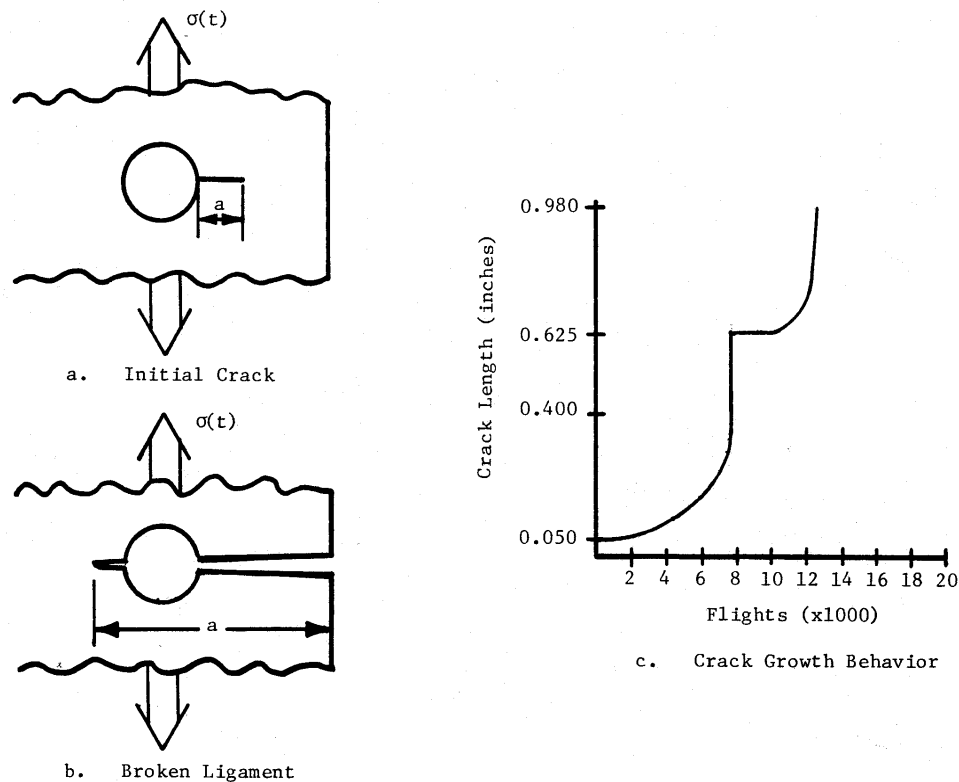 σ(t)
a
a. Initial Crack
σ(t)
a
b. Broken Ligament
Crack Length (inches)
0.980
0.625
0.400
0.050
2 4 6 8 10 12 14 16 18 20
Flights (x1000)
c. Crack Growth Behavior